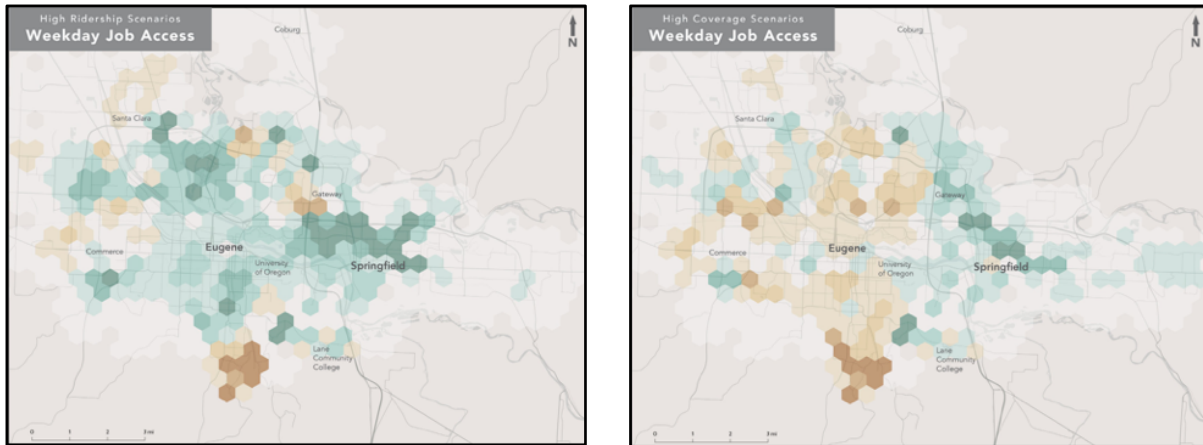 High Ridership Scenarios
Weekday Job Access
Coburg
N
Santa Clara
Gateway
Commerce
Eugene
University
of Oregon
Springfield
Lane
Community
College
0 1 2 3 mi
High Coverage Scenarios
Weekday Job Access
Coburg
N
Santa Clara
Gateway
Commerce
Eugene
University
of Oregon
Springfield
Lane
Community
College
0 1 2 3 mi